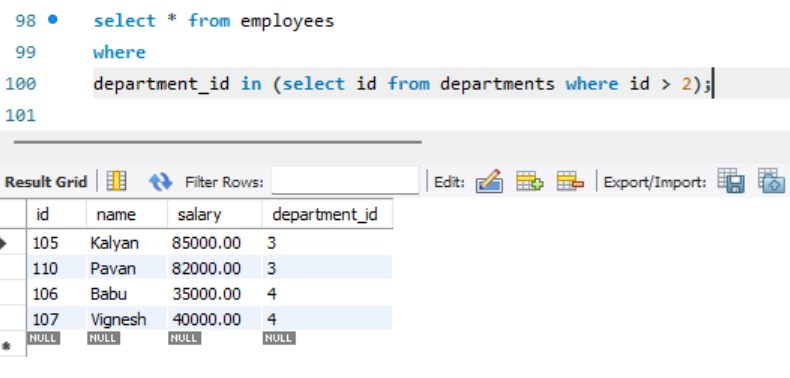 98 select * from employees
99 where
100 department_id in (select id from departments where id > 2);
101
Result Grid Filter Rows: Edit: Export/Import:
id name salary department_id
105 Kalyan 85000.00 3
110 Pavan 82000.00 3
106 Babu 35000.00 4
107 Vignesh 40000.00 4
NULL NULL NULL NULL